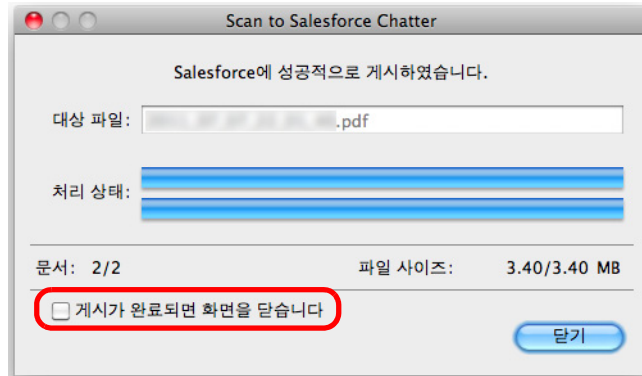 Scan to Salesforce Chatter
Salesforce에 성공적으로 게시하였습니다.
대상 파일: .pdf
처리 상태:
문서: 2/2 파일 사이즈: 3.40/3.40 MB
게시가 완료되면 화면을 닫습니다
닫기